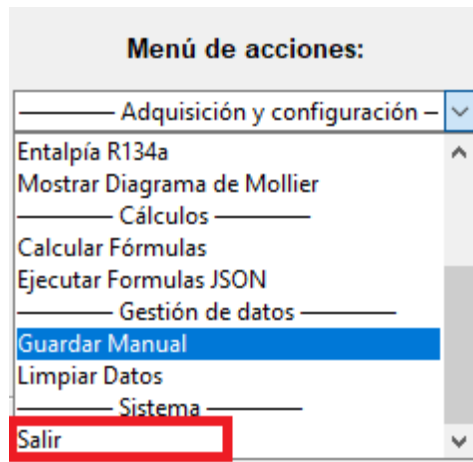 Menú de acciones:
——— Adquisición y configuración –
Entalpía R134a
Mostrar Diagrama de Mollier
——— Cálculos ———
Calcular Fórmulas
Ejecutar Formulas JSON
——— Gestión de datos ———
Guardar Manual
Limpiar Datos
——— Sistema ———
Salir